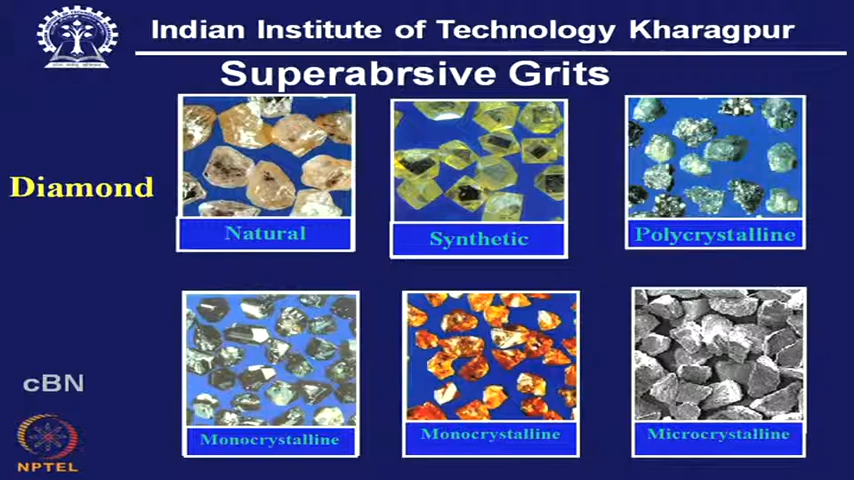 Indian Institute of Technology Kharagpur
Superabrsive Grits
Diamond
Natural
Synthetic
Polycrystalline
cBN
Monocrystalline
Monocrystalline
Microcrystalline
NPTEL